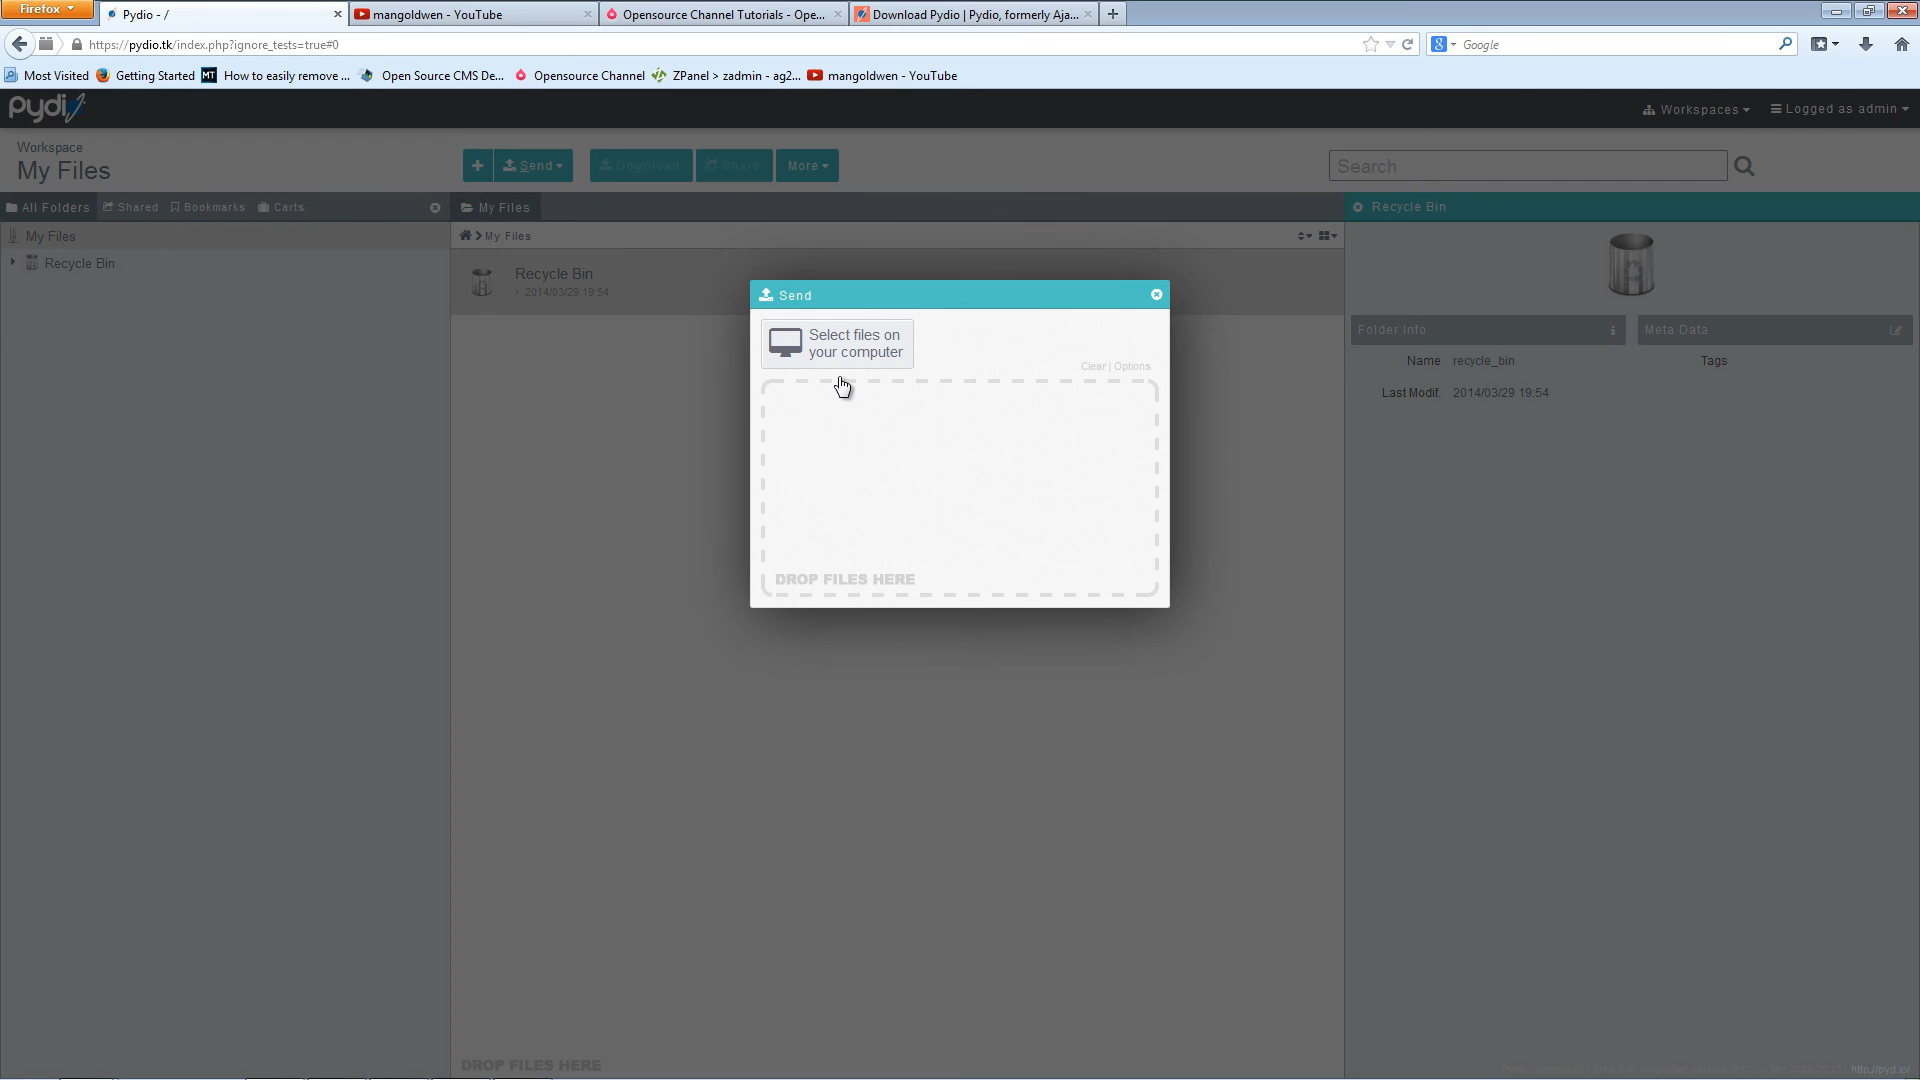 Firefox
Pydio - /
mangoldwen - YouTube
Opensource Channel Tutorials - Ope...
Download Pydio | Pydio, formerly Aja...
https://pydio.tk/index.php?ignore_tests=true#0
Google
Most Visited
Getting Started
MT
How to easily remove ...
Open Source CMS De...
Opensource Channel
ZPanel > zadmin - ag2...
mangoldwen - YouTube
pydio
Workspaces
Logged as admin
Workspace
My Files
Send
Download
Share
More
Search
All Folders
Shared
Bookmarks
Carts
My Files
Recycle Bin
My Files
Recycle Bin
My Files
Recycle Bin
2014/03/29 19:54
Send
Select files on
your computer
Clear | Options
DROP FILES HERE
Folder Info
Meta Data
Name recycle_bin
Tags
Last Modif. 2014/03/29 19:54
DROP FILES HERE
http://pyd.io/